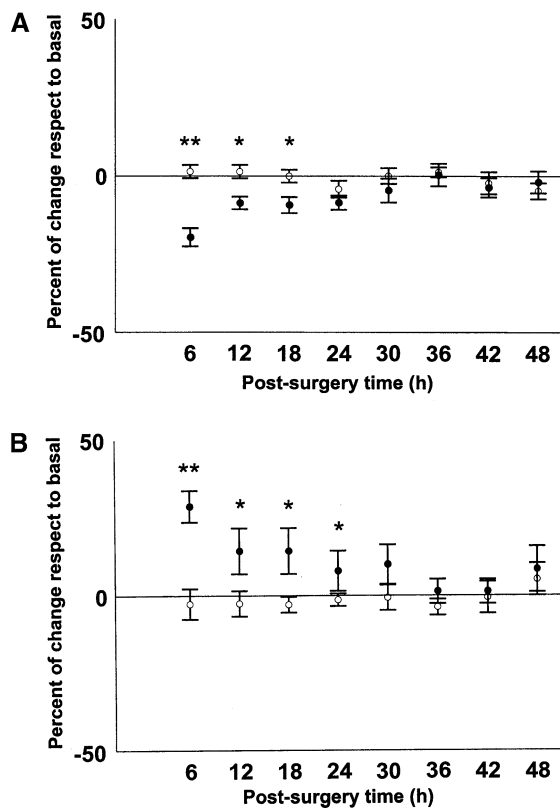 A
Percent of change respect to basal
50
0
-50
** * *
6 12 18 24 30 36 42 48
Post-surgery time (h)
B
Percent of change respect to basal
50
0
-50
** * * *
6 12 18 24 30 36 42 48
Post-surgery time (h)